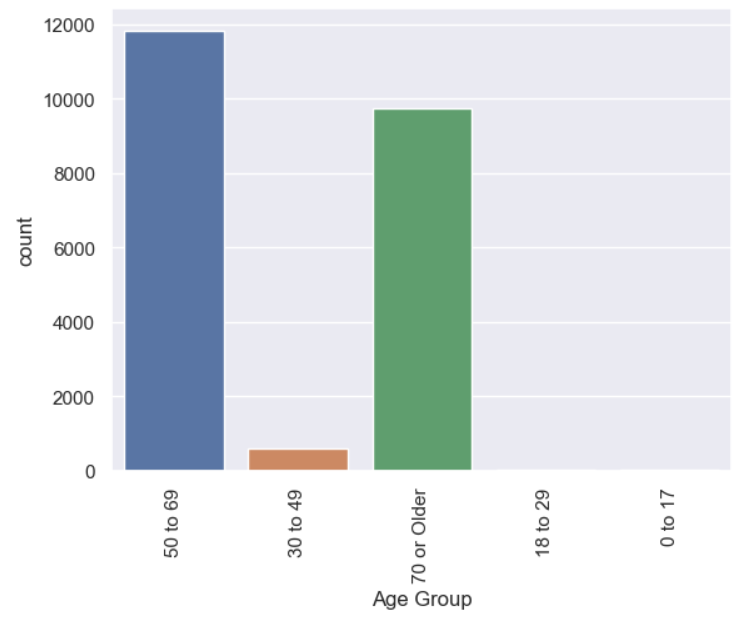 12000
10000
8000
6000
4000
2000
0
count
50 to 69
30 to 49
70 or Older
18 to 29
0 to 17
Age Group